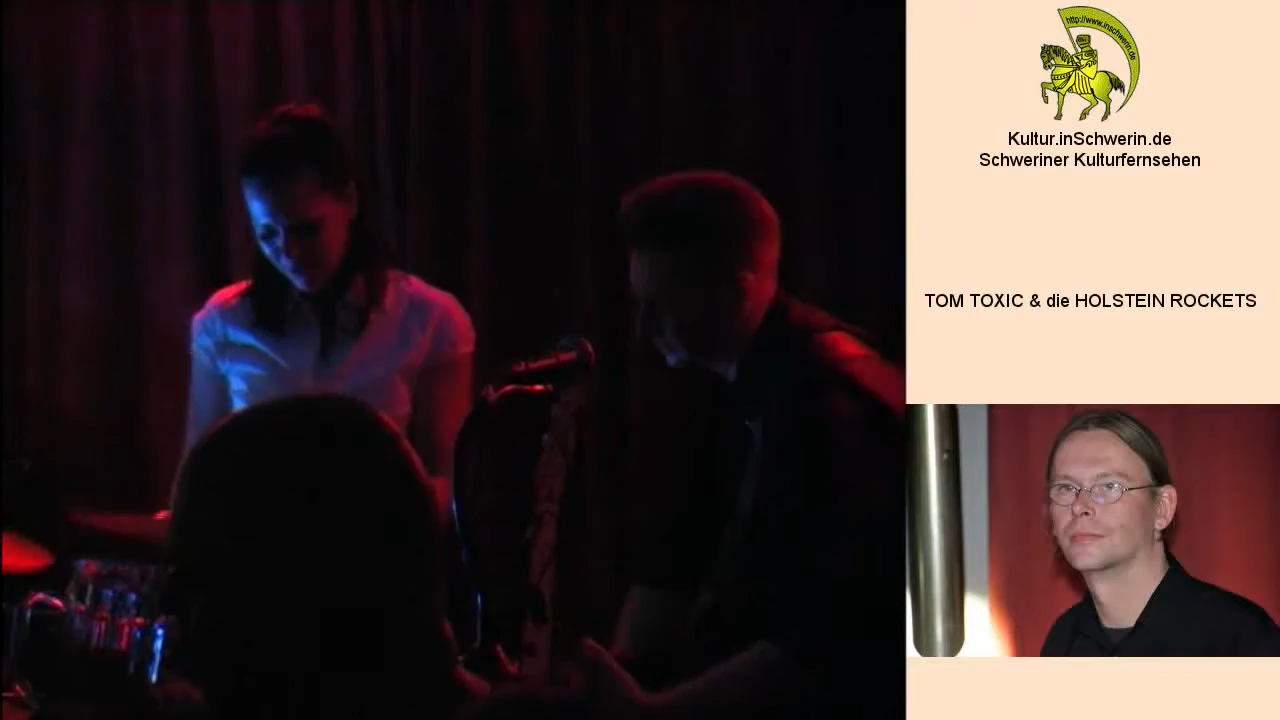 http://www.inschwerin.de
Kultur.inSchwerin.de
Schweriner Kulturfernsehen
TOM TOXIC & die HOLSTEIN ROCKETS